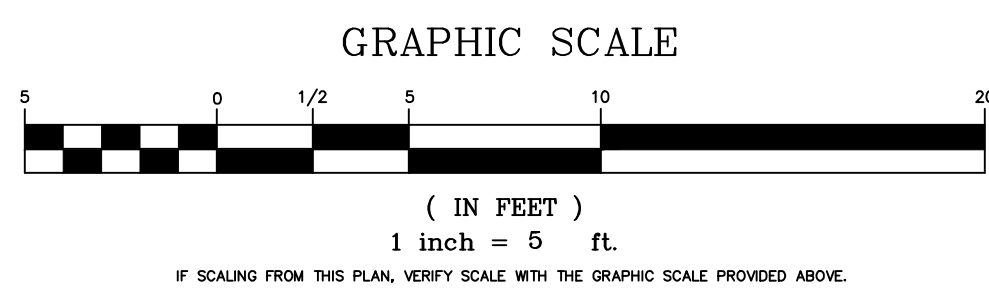 GRAPHIC SCALE
5 0 1/2 5 10 20
( IN FEET )
1 inch = 5 ft.
IF SCALING FROM THIS PLAN, VERIFY SCALE WITH THE GRAPHIC SCALE PROVIDED ABOVE.